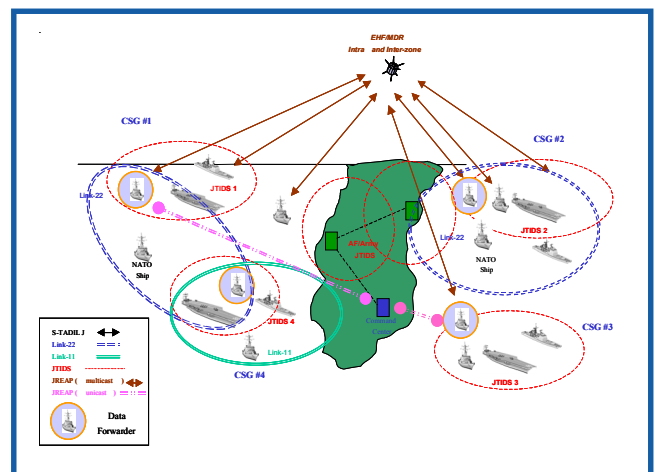 EHF/MDR
Intra and Inter-zone
CSG #1
CSG #2
JTIDS 1
Link-22
NATO
Ship
AF/Army
JTIDS
Link-22
NATO
Ship
JTIDS 2
JTIDS 4
Link-11
CSG #4
Command
Center
CSG #3
JTIDS 3
S-TADIL J
Link-22
Link-11
JTIDS
JREAP ( multicast )
JREAP ( unicast )
Data
Forwarder